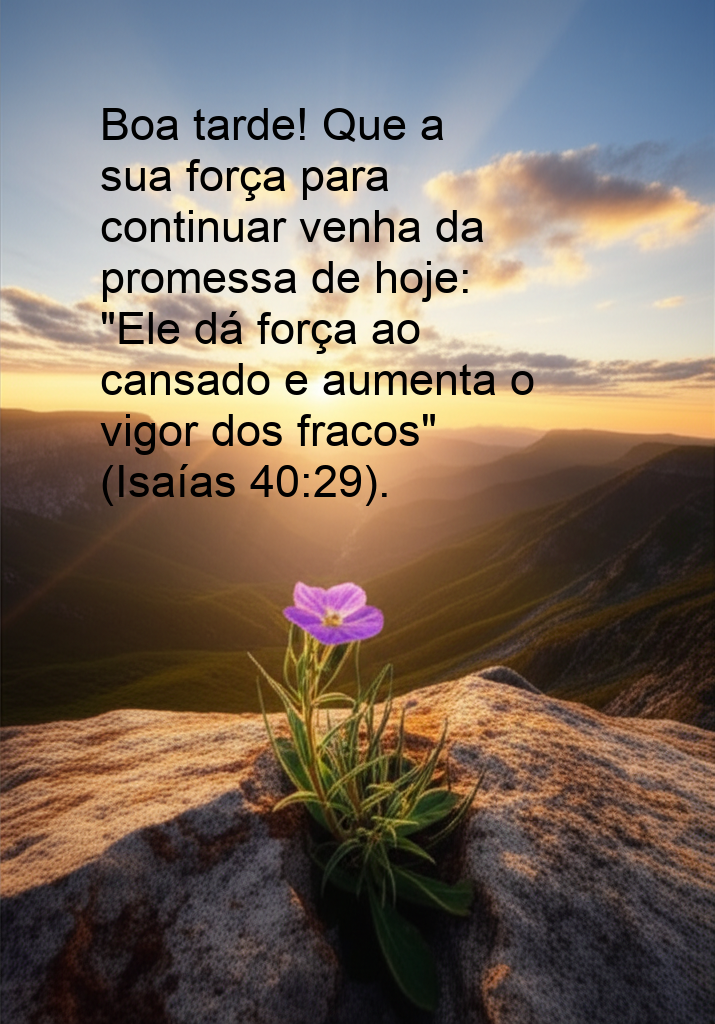 Boa tarde! Que a
sua força para
continuar venha da
promessa de hoje:
"Ele dá força ao
cansado e aumenta o
vigor dos fracos"
(Isaías 40:29).